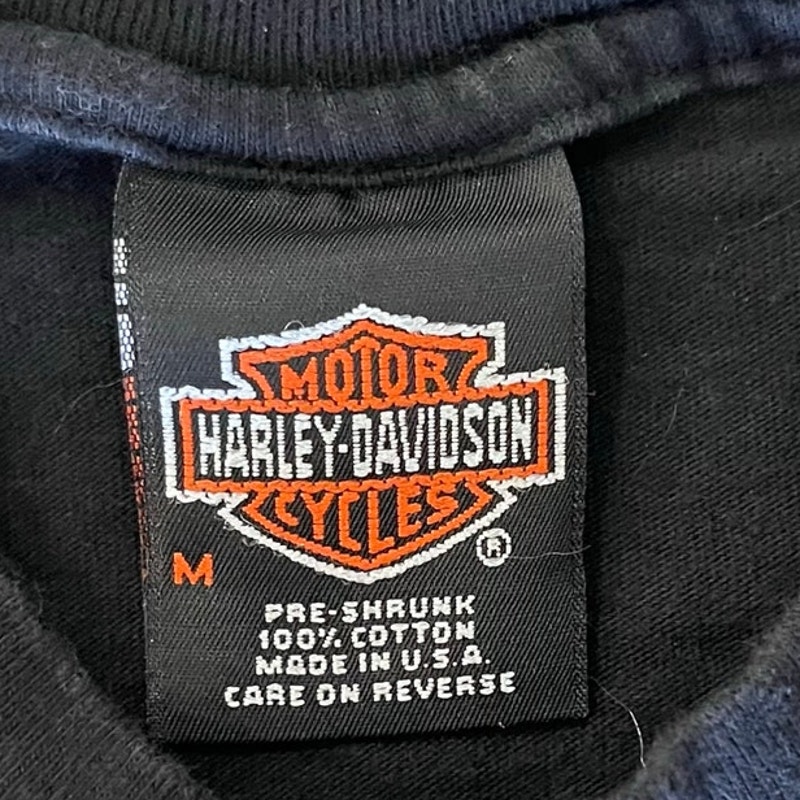 MOTOR
HARLEY-DAVIDSON
CYCLES
®
M
PRE-SHRUNK
100% COTTON
MADE IN U.S.A.
CARE ON REVERSE